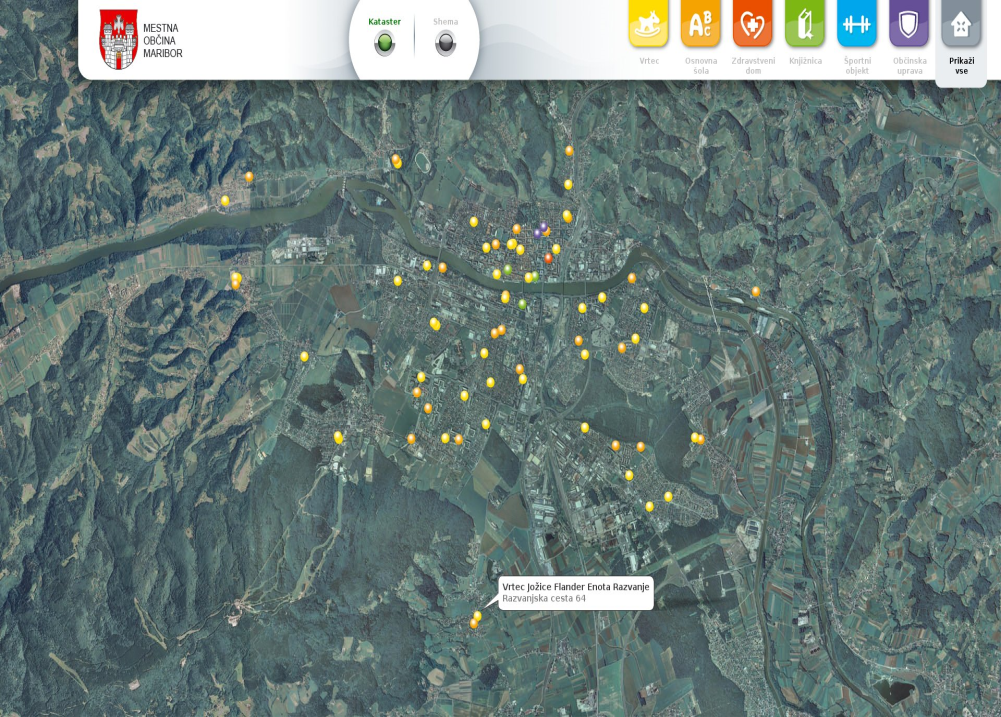 MESTNA
OBČINA
MARIBOR
Kataster
Shema
A B C
Vrtec
Osnovna
šola
Zdravstveni
dom
Knjižnica
Športni
objekt
Občinska
uprava
Prikaži
vse
Vrtec Jožice Flander Enota Razvanje
Razvanjska cesta 64